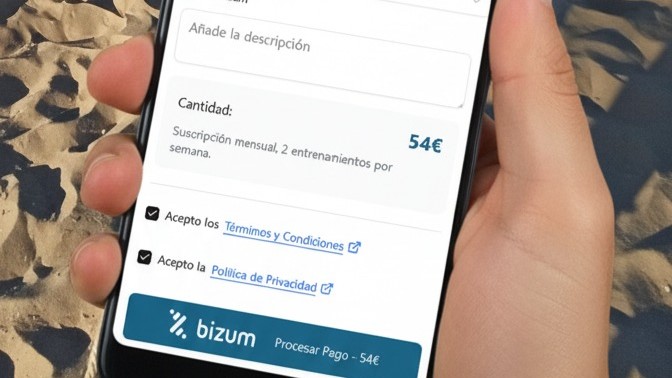 Añade la descripción
Cantidad:
54€
Suscripción mensual, 2 entrenamientos por
semana.
Acepto los Términos y Condiciones
Acepto la Política de Privacidad
bizum Procesar Pago - 54€